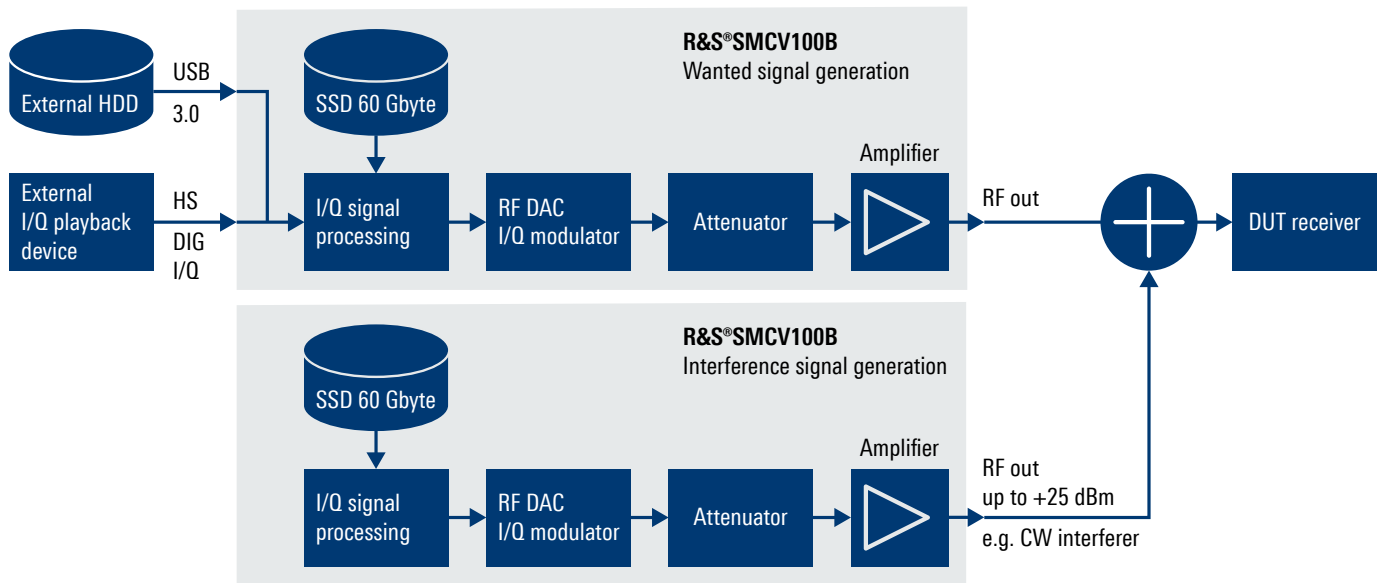 R&S®SMCV100B
Wanted signal generation
External HDD
USB
3.0
SSD 60 Gbyte
External
I/Q playback
device
HS
DIG
I/Q
I/Q signal
processing
RF DAC
I/Q modulator
Attenuator
Amplifier
RF out
DUT receiver
R&S®SMCV100B
Interference signal generation
SSD 60 Gbyte
I/Q signal
processing
RF DAC
I/Q modulator
Attenuator
Amplifier
RF out
up to +25 dBm
e.g. CW interferer